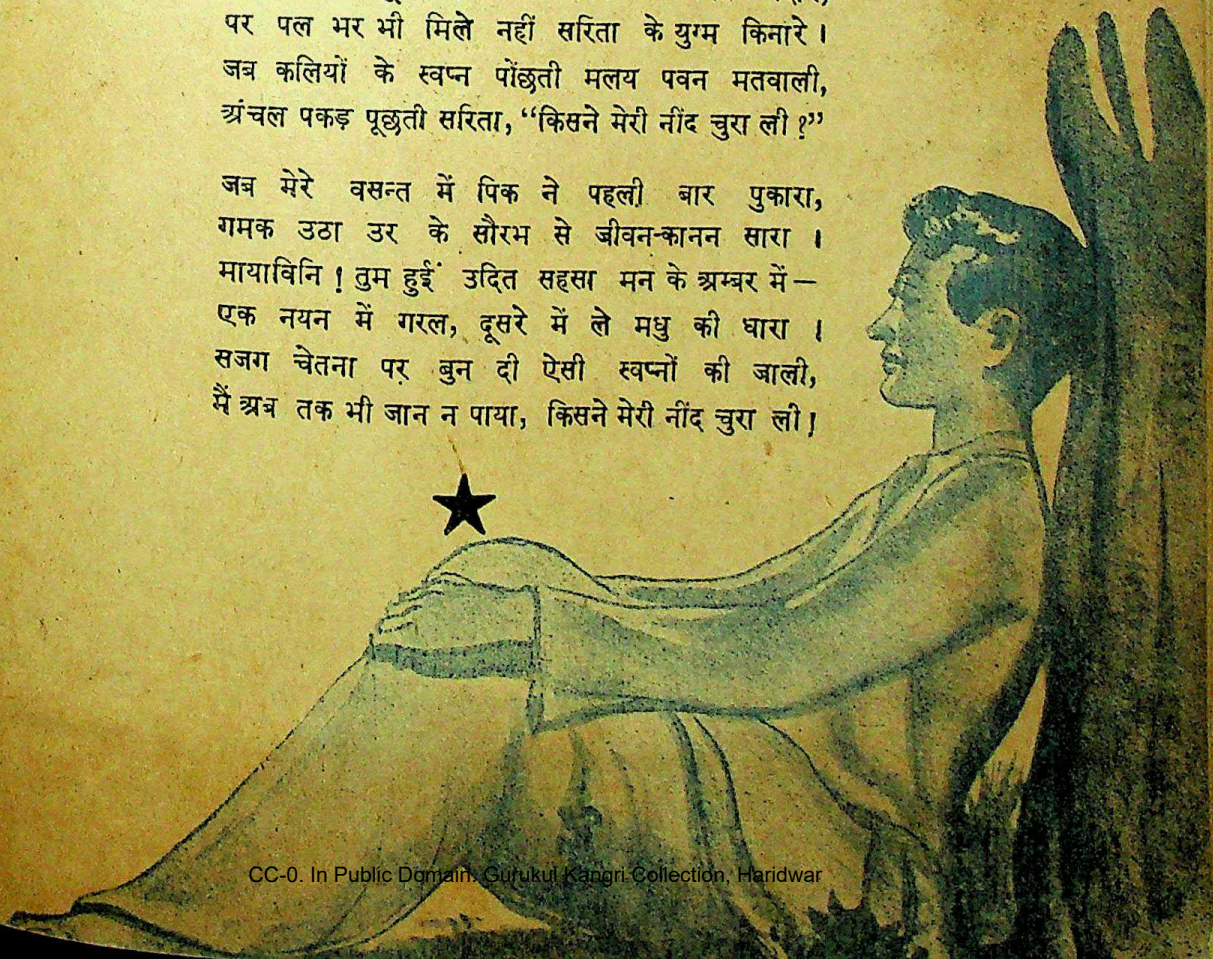 पर पल भर भी मिले नहीं सरिता के युग्म किनारे ।
जब कलियों के स्वप्न पोंछती मलय पवन मतवाली,
अंचल पकड़ पूछती सरिता, “किसने मेरी नींद चुरा ली ?”
जब मेरे वसन्त में पिक ने पहली बार पुकारा,
गमक उठा उर के सौरभ से जीवन-कानन सारा ।
मायाविनि ! तुम हुईं उदित सहसा मन के अम्बर में—
एक नयन में गरल, दूसरे में ले मधु की धारा ।
सजग चेतना पर बुन दी ऐसी स्वप्नों की जाली,
मैं अब तक भी जान न पाया, किसने मेरी नींद चुरा ली !
CC-0. In Public Domain. Gurukul Kangri Collection, Haridwar